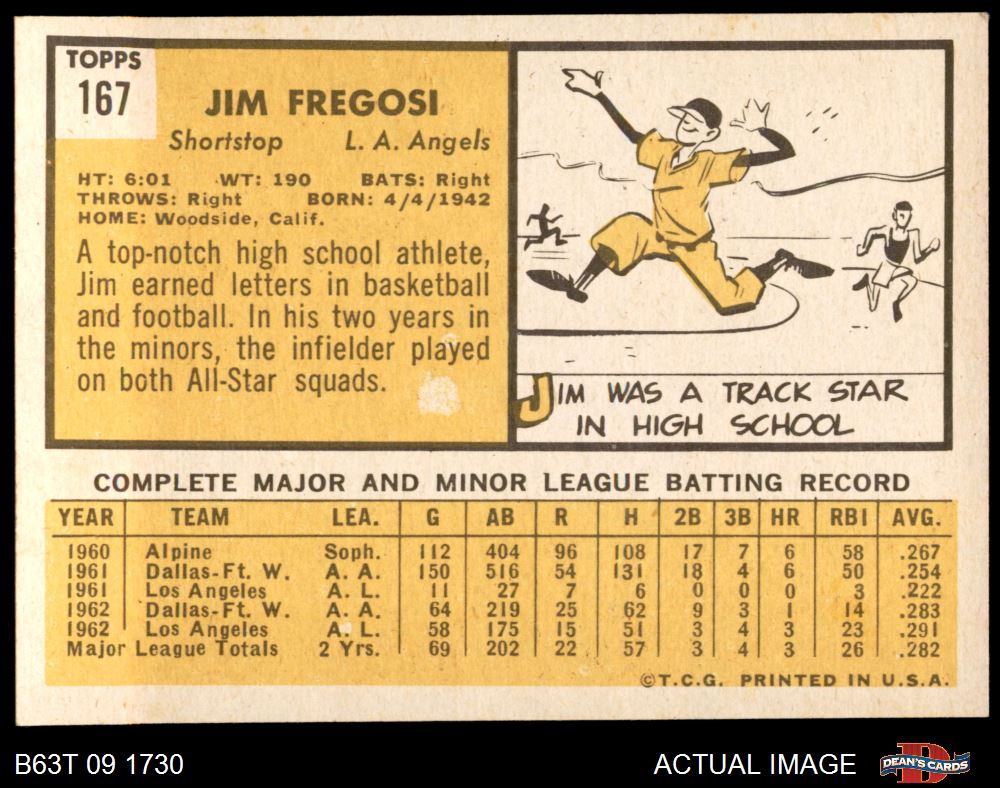 TOPPS
167
JIM FREGOSI
Shortstop L. A. Angels
HT: 6:01 WT: 190 BATS: Right
THROWS: Right BORN: 4/4/1942
HOME: Woodside, Calif.
A top-notch high school athlete,
Jim earned letters in basketball
and football. In his two years in
the minors, the infielder played
on both All-Star squads.
JIM WAS A TRACK STAR
IN HIGH SCHOOL
COMPLETE MAJOR AND MINOR LEAGUE BATTING RECORD
YEAR TEAM LEA. G AB R H 2B 3B HR RBI AVG.
1960 Alpine Soph. 112 404 96 108 17 7 6 58 .267
1961 Dallas-Ft. W. A. A. 150 516 54 131 18 4 6 50 .254
1961 Los Angeles A. L. 11 27 7 6 0 0 0 3 .222
1962 Dallas-Ft. W. A. A. 64 219 25 62 9 3 1 14 .283
1962 Los Angeles A. L. 58 175 15 51 3 4 3 23 .291
Major League Totals 2 Yrs. 69 202 22 57 3 4 3 26 .282
©T.C.G. PRINTED IN U.S.A.
B63T 09 1730 ACTUAL IMAGE DEAN'S CARDS